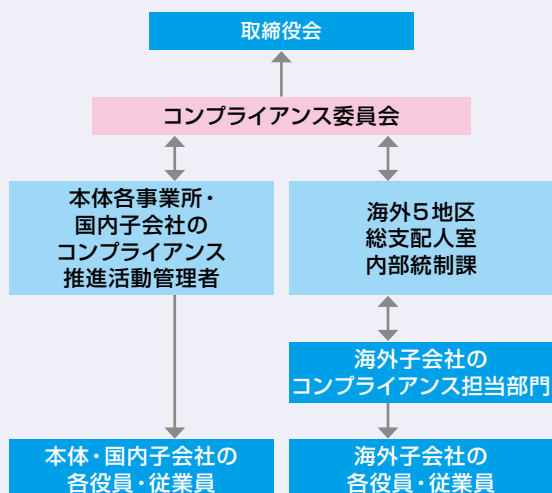 取締役会
コンプライアンス委員会
本体各事業所・
国内子会社の
コンプライアンス
推進活動管理者
海外5地区
総支配人室
内部統制課
海外子会社の
コンプライアンス担当部門
本体・国内子会社の
各役員・従業員
海外子会社の
各役員・従業員